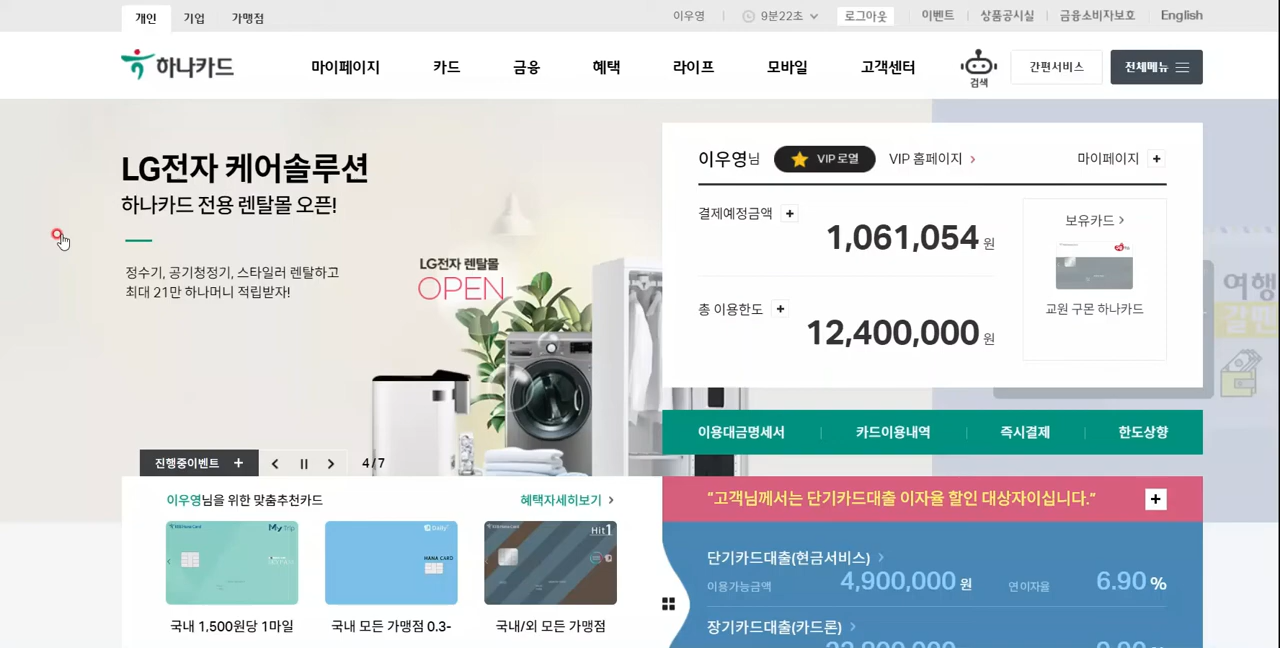 개인 기업 가맹점 이우영 9분22초 로그아웃 이벤트 상품공시실 금융소비자보호 English
하나카드 마이페이지 카드 금융 혜택 라이프 모바일 고객센터 검색 간편서비스 전체메뉴
LG전자 케어솔루션
하나카드 전용 렌탈몰 오픈!
정수기, 공기청정기, 스타일러 렌탈하고
최대 21만 하나머니 적립받자!
LG전자 렌탈몰
OPEN
진행중이벤트 + 4/7
이우영님 VIP 로열 VIP 홈페이지 > 마이페이지 +
결제예정금액 +
1,061,054 원
총 이용한도 +
12,400,000 원
보유카드 >
교원 구몬 하나카드
여행
이용대금명세서 카드이용내역 즉시결제 한도상향
이우영님을 위한 맞춤추천카드 혜택자세히보기 >
My Trip
HANA CARD
Hit1
국내 1,500원당 1마일
국내 모든 가맹점 0.3-
국내/외 모든 가맹점
“고객님께서는 단기카드대출 이자율 할인 대상자이십니다.” +
단기카드대출(현금서비스) >
이용가능금액 4,900,000 원 연이자율 6.90 %
장기카드대출(카드론) >